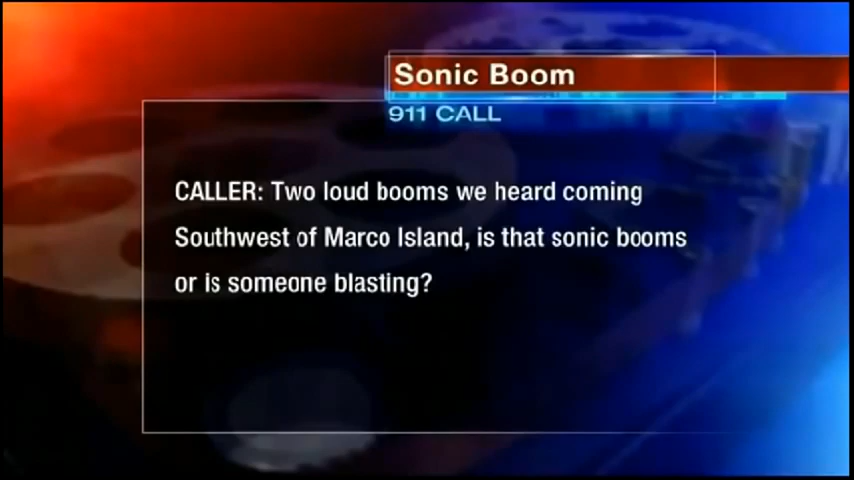 Sonic Boom
911 CALL
CALLER: Two loud booms we heard coming
Southwest of Marco Island, is that sonic booms
or is someone blasting?